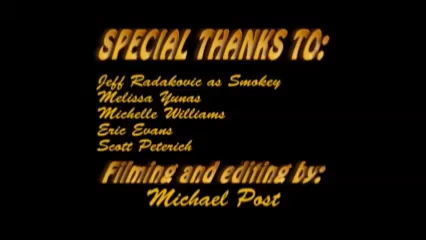 SPECIAL THANKS TO:
Jeff Radakovic as Smokey
Melissa Yunas
Michelle Williams
Eric Evans
Scott Peterich
Filming and editing by:
Michael Post